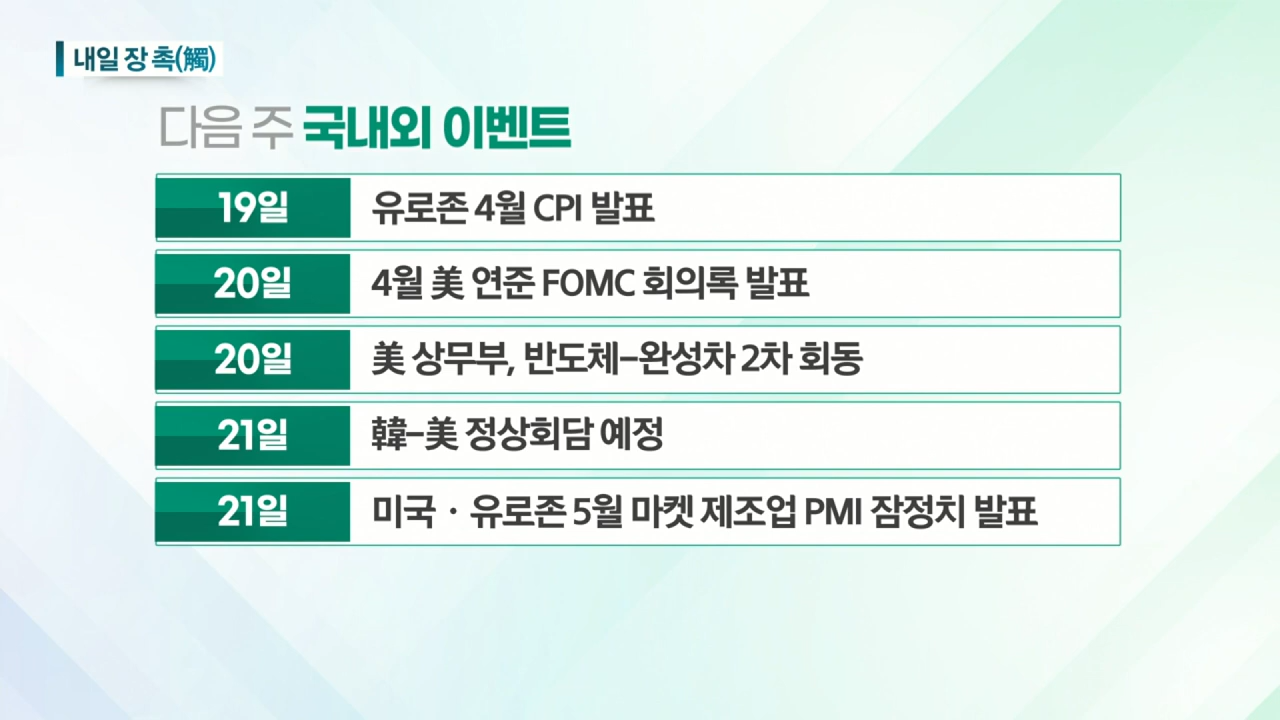 내일 장 촉(觸)
다음 주 국내외 이벤트
19일 유로존 4월 CPI 발표
20일 4월 美 연준 FOMC 회의록 발표
20일 美 상무부, 반도체-완성차 2차 회동
21일 韓-美 정상회담 예정
21일 미국 · 유로존 5월 마켓 제조업 PMI 잠정치 발표